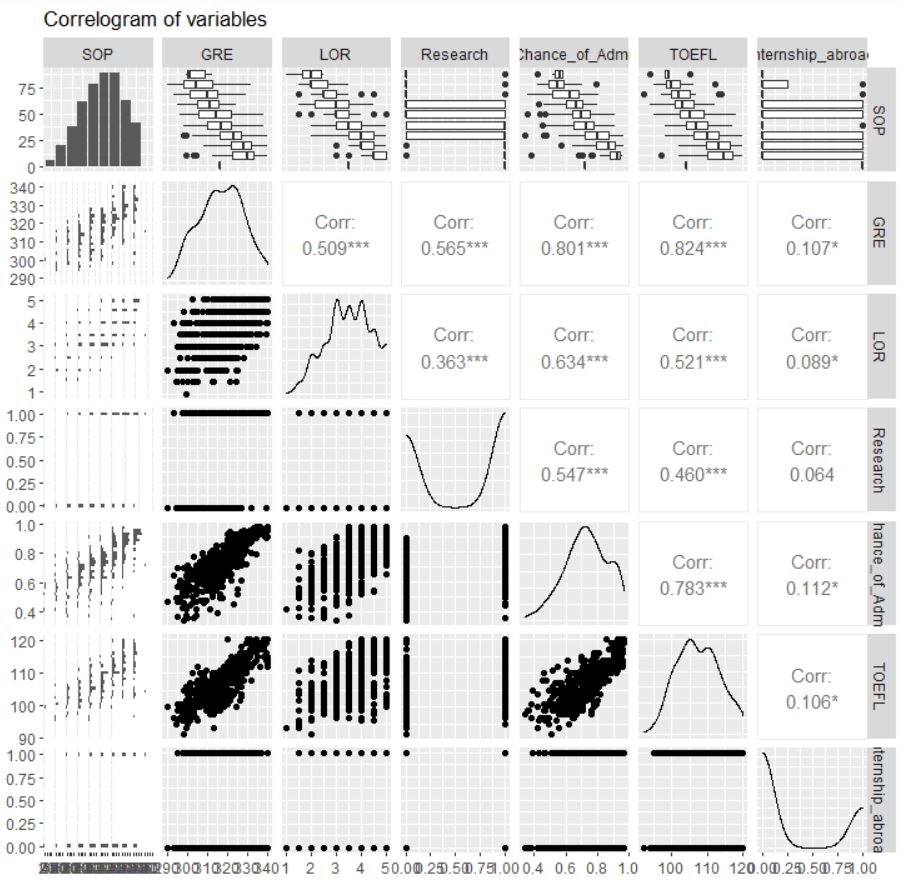 Correlogram of variables
SOP GRE LOR Research Chance_of_Adm TOEFL nternship_abroa
75
50
25
0
SOP
340
330
320
310
300
290
Corr: Corr: Corr: Corr: Corr:
0.509*** 0.565*** 0.801*** 0.824*** 0.107*
GRE
5
4
3
2
1
Corr: Corr: Corr: Corr:
0.363*** 0.634*** 0.521*** 0.089*
LOR
1.00
0.75
0.50
0.25
0.00
Corr: Corr: Corr:
0.547*** 0.460*** 0.064
Research
1.0
0.8
0.6
0.4
Corr: Corr:
0.783*** 0.112*
hance_of_Adm
120
110
100
90
Corr:
0.106*
TOEFL
1.00
0.75
0.50
0.25
0.00
ternship_abroa
290 300 310 320 330 340 1 2 3 4 5 0.00 0.25 0.50 0.75 1.00 0.4 0.6 0.8 1.0 100 110 120 0.00 0.25 0.50 0.75 1.00